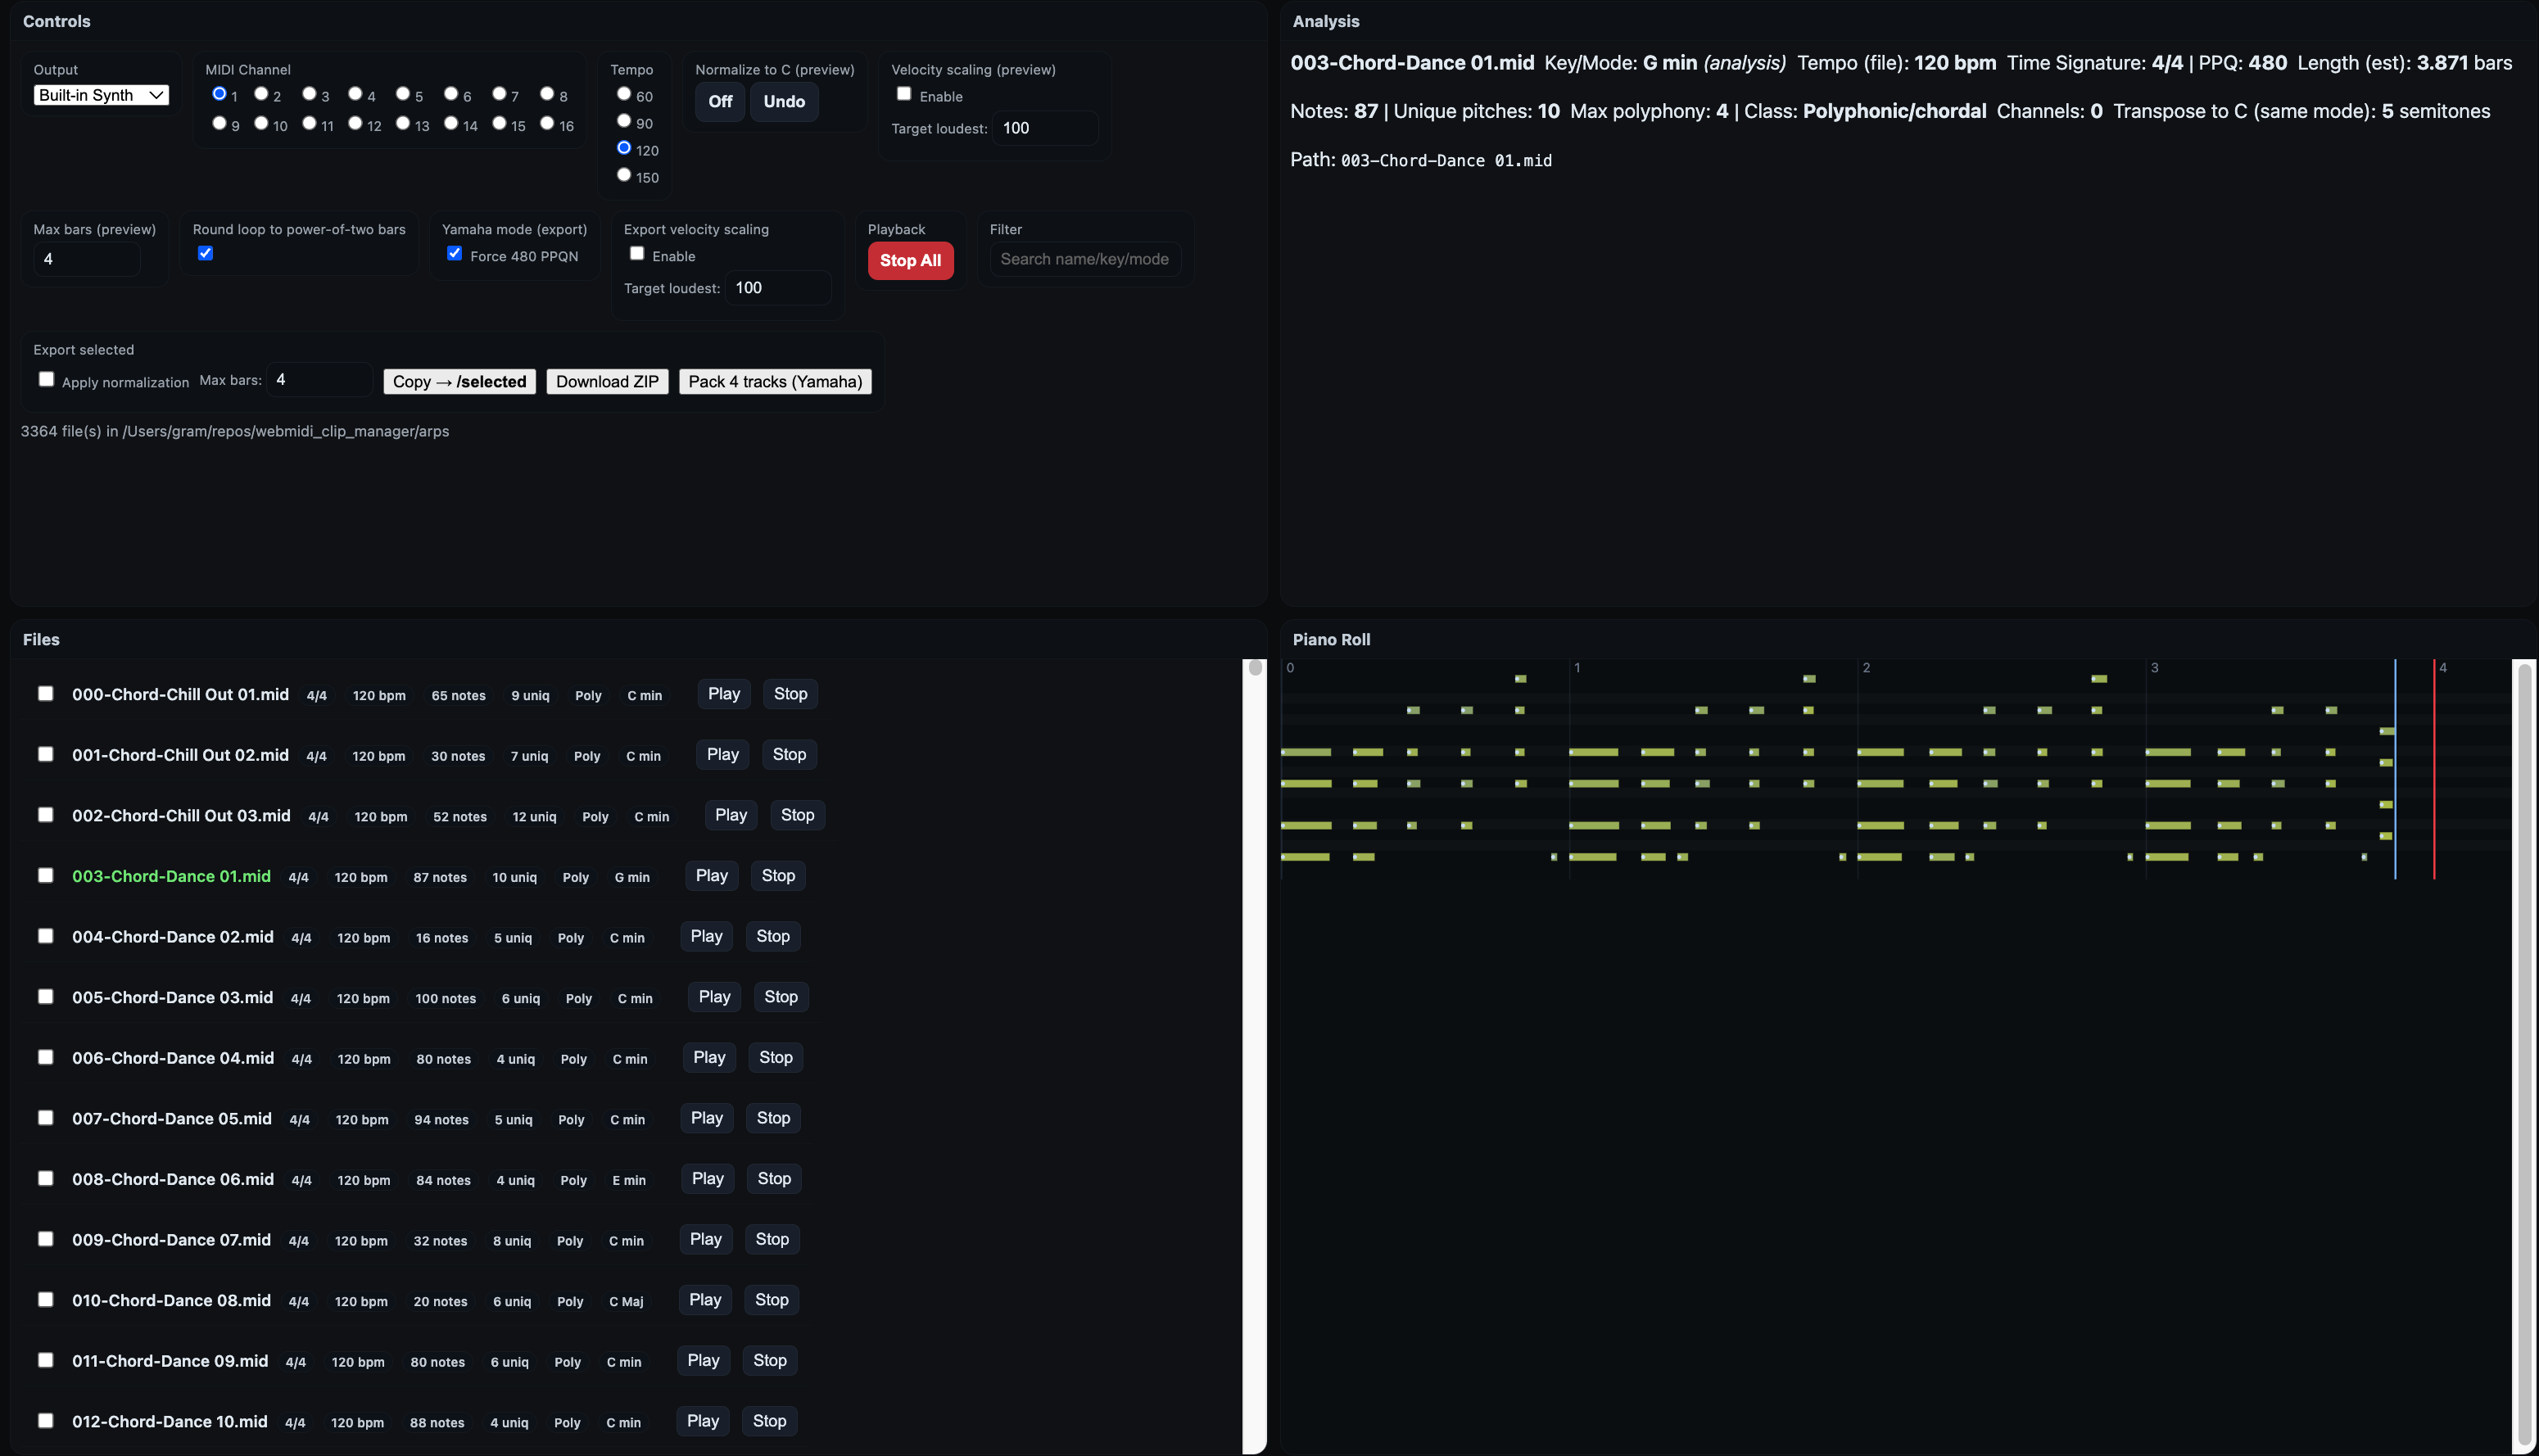 Controls
Output
Built-in Synth
MIDI Channel
1 2 3 4 5 6 7 8
9 10 11 12 13 14 15 16
Tempo
60
90
120
150
Normalize to C (preview)
Off Undo
Velocity scaling (preview)
Enable
Target loudest: 100
Max bars (preview)
4
Round loop to power-of-two bars
Yamaha mode (export)
Force 480 PPQN
Export velocity scaling
Enable
Target loudest: 100
Playback
Stop All
Filter
Search name/key/mode
Export selected
Apply normalization Max bars: 4 Copy → /selected Download ZIP Pack 4 tracks (Yamaha)
3364 file(s) in /Users/gram/repos/webmidi_clip_manager/arps
Analysis
003-Chord-Dance 01.mid Key/Mode: G min (analysis) Tempo (file): 120 bpm Time Signature: 4/4 | PPQ: 480 Length (est): 3.871 bars
Notes: 87 | Unique pitches: 10 Max polyphony: 4 | Class: Polyphonic/chordal Channels: 0 Transpose to C (same mode): 5 semitones
Path: 003-Chord-Dance 01.mid
Files
000-Chord-Chill Out 01.mid 4/4 120 bpm 65 notes 9 uniq Poly C min Play Stop
001-Chord-Chill Out 02.mid 4/4 120 bpm 30 notes 7 uniq Poly C min Play Stop
002-Chord-Chill Out 03.mid 4/4 120 bpm 52 notes 12 uniq Poly C min Play Stop
003-Chord-Dance 01.mid 4/4 120 bpm 87 notes 10 uniq Poly G min Play Stop
004-Chord-Dance 02.mid 4/4 120 bpm 16 notes 5 uniq Poly C min Play Stop
005-Chord-Dance 03.mid 4/4 120 bpm 100 notes 6 uniq Poly C min Play Stop
006-Chord-Dance 04.mid 4/4 120 bpm 80 notes 4 uniq Poly C min Play Stop
007-Chord-Dance 05.mid 4/4 120 bpm 94 notes 5 uniq Poly C min Play Stop
008-Chord-Dance 06.mid 4/4 120 bpm 84 notes 4 uniq Poly E min Play Stop
009-Chord-Dance 07.mid 4/4 120 bpm 32 notes 8 uniq Poly C min Play Stop
010-Chord-Dance 08.mid 4/4 120 bpm 20 notes 6 uniq Poly C Maj Play Stop
011-Chord-Dance 09.mid 4/4 120 bpm 80 notes 6 uniq Poly C min Play Stop
012-Chord-Dance 10.mid 4/4 120 bpm 88 notes 4 uniq Poly C min Play Stop
Piano Roll
0 1 2 3 4